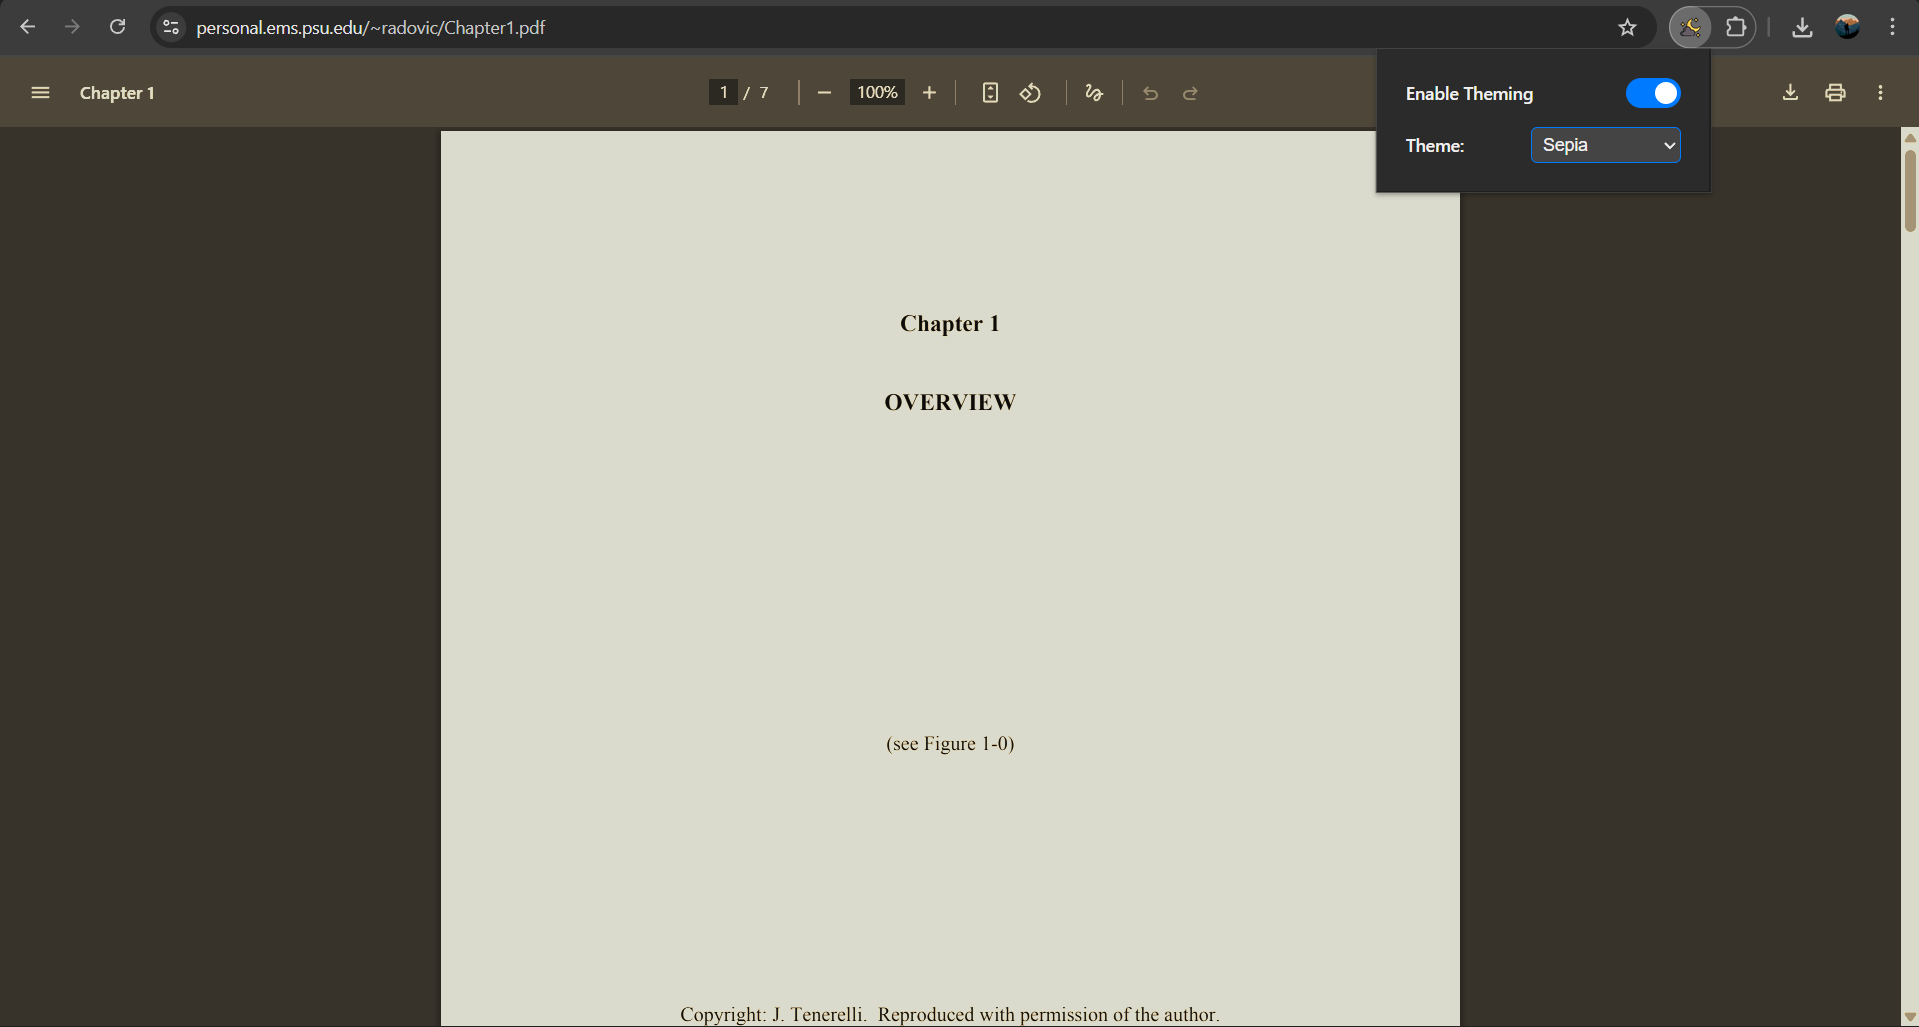 personal.ems.psu.edu/~radovic/Chapter1.pdf
Chapter 1
1 / 7
100%
Enable Theming
Theme:
Sepia
Chapter 1
OVERVIEW
(see Figure 1-0)
Copyright: J. Tenerelli. Reproduced with permission of the author.